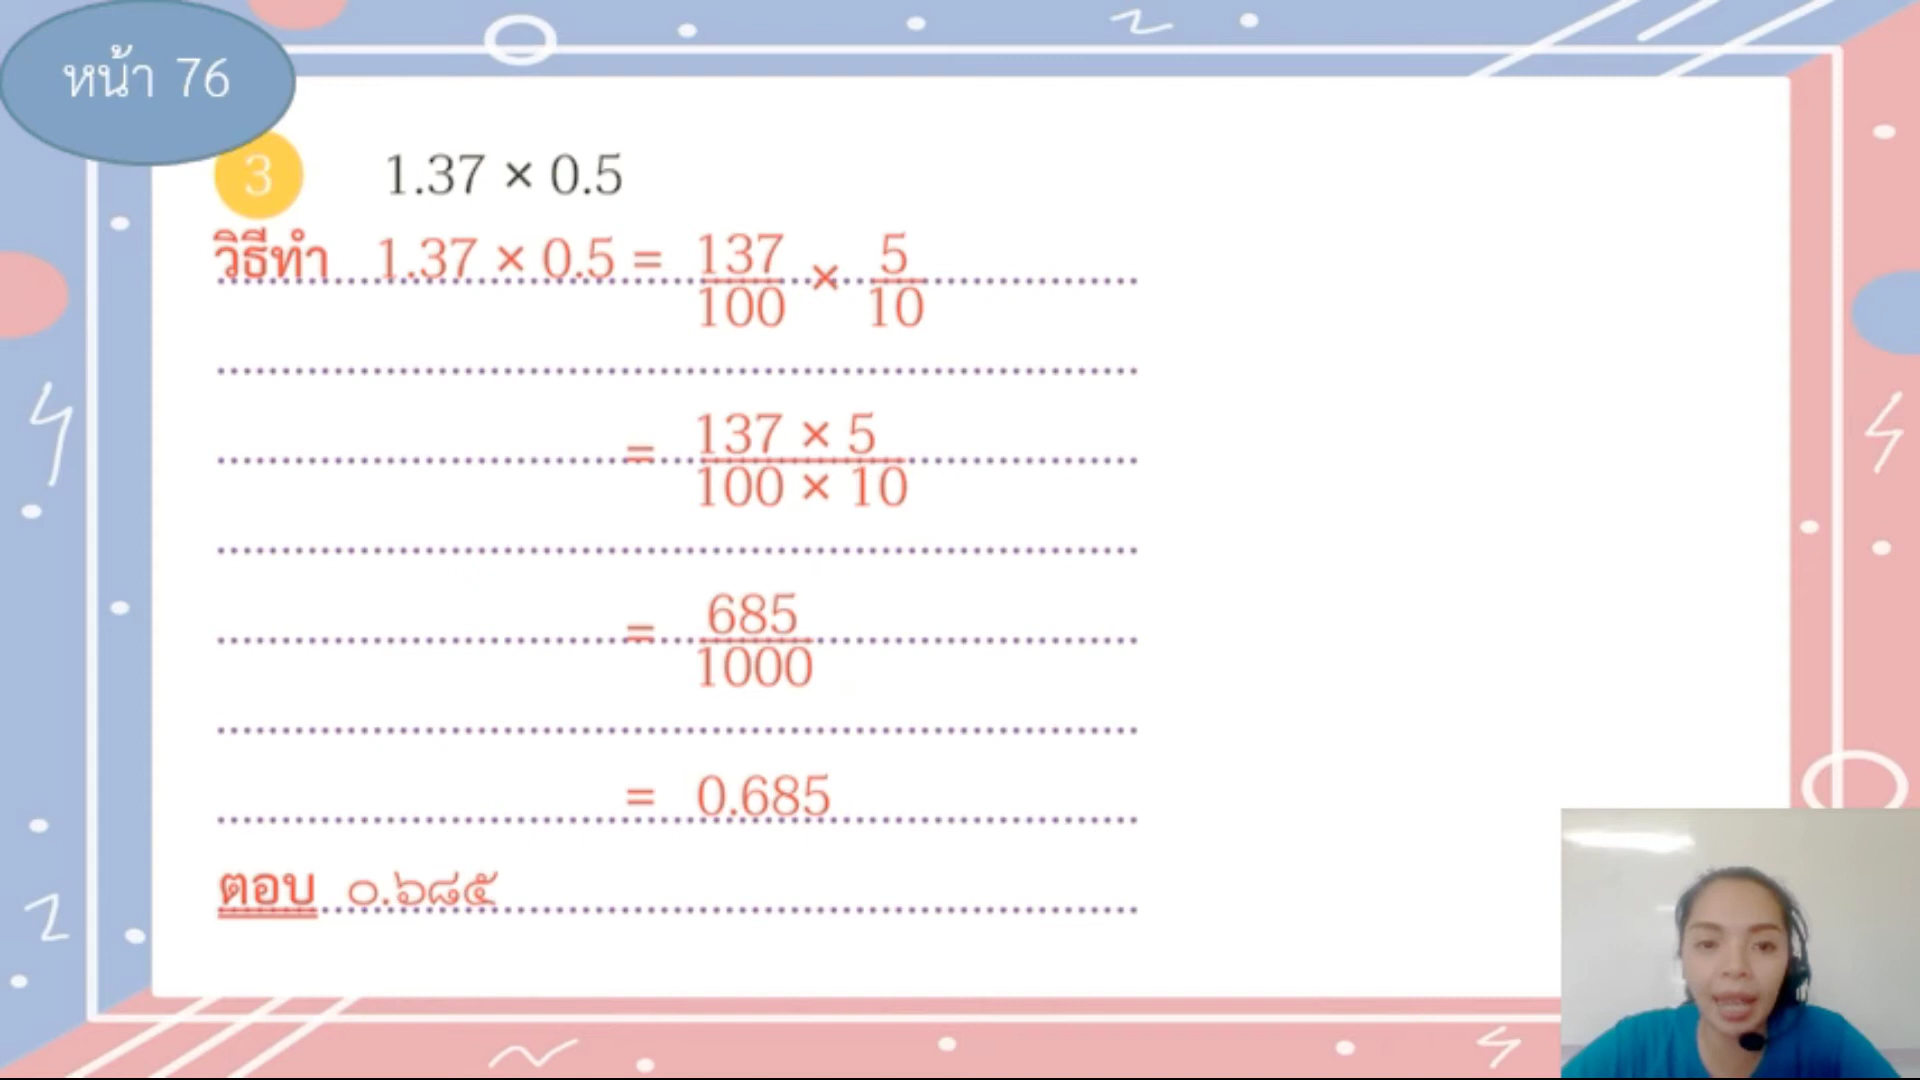 หน้า 76
3 1.37 × 0.5
วิธีทำ 1.37 × 0.5 = 137/100 × 5/10
= 137 × 5 / 100 × 10
= 685/1000
= 0.685
ตอบ ๐.๖๘๕